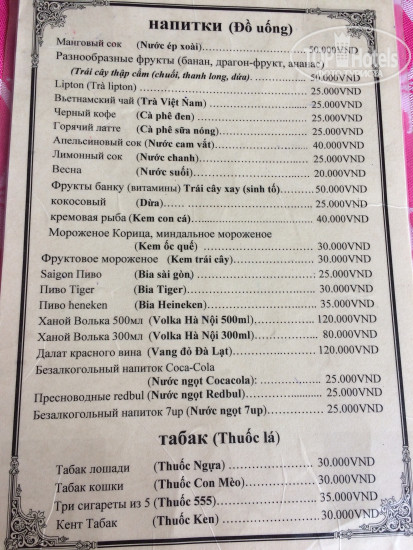 напитки (Đồ uống)
Манговый сок (Nước ép xoài)........................50.000VND
Разнообразные фрукты (банан, драгон-фрукт, ананас)
(Trái cây thập cẩm (chuối, thanh long, dứa).............50.000VND
Lipton (Trà lipton) ........................25.000VND
Вьетнамский чай (Trà Việt Nam)........................25.000VND
Черный кофе (Cà phê đen) ........................25.000VND
Горячий латте (Cà phê sữa nóng)........................25.000VND
Апельсиновый сок (Nước cam vắt)........................40.000VND
Лимонный сок (Nước chanh) ........................25.000VND
Весна (Nước suối) ........................20.000VND
Фрукты банку (витамины) Trái cây xay (sinh tố)........50.000VND
кокосовый (Dừa)........................25.000VND
кремовая рыба (Kem con cá)........................40.000VND
Мороженое Корица, миндальное мороженое
(Kem ốc quế) ........................30.000VND
Фруктовое мороженое (Kem trái cây)........................30.000VND
Saigon Пиво (Bia sài gòn) ........................25.000VND
Пиво Tiger (Bia Tiger)........................30.000VND
Пиво heneken (Bia Heineken)........................35.000VND
Ханой Волька 500мл (Volka Hà Nội 500ml)..............120.000VND
Ханой Волька 300мл (Volka Hà Nội 300ml)............ 80.000VND
Далат красного вина (Vang đỏ Đà Lạt)..................120.000VND
Безалкогольный напиток Coca-Cola
(Nước ngọt Cocacola): .................. 25.000VND
Пресноводные redbul (Nước ngọt Redbul)............... 25.000VND
Безалкогольный напиток 7up (Nước ngọt 7up)............ 25.000VND
табак (Thuốc lá)
Табак лошади (Thuốc Ngựa) ........................30.000VND
Табак кошки (Thuốc Con Mèo)........................30.000VND
Три сигареты из 5 (Thuốc 555)........................35.000VND
Кент Табак (Thuốc Ken) ........................30.000VND